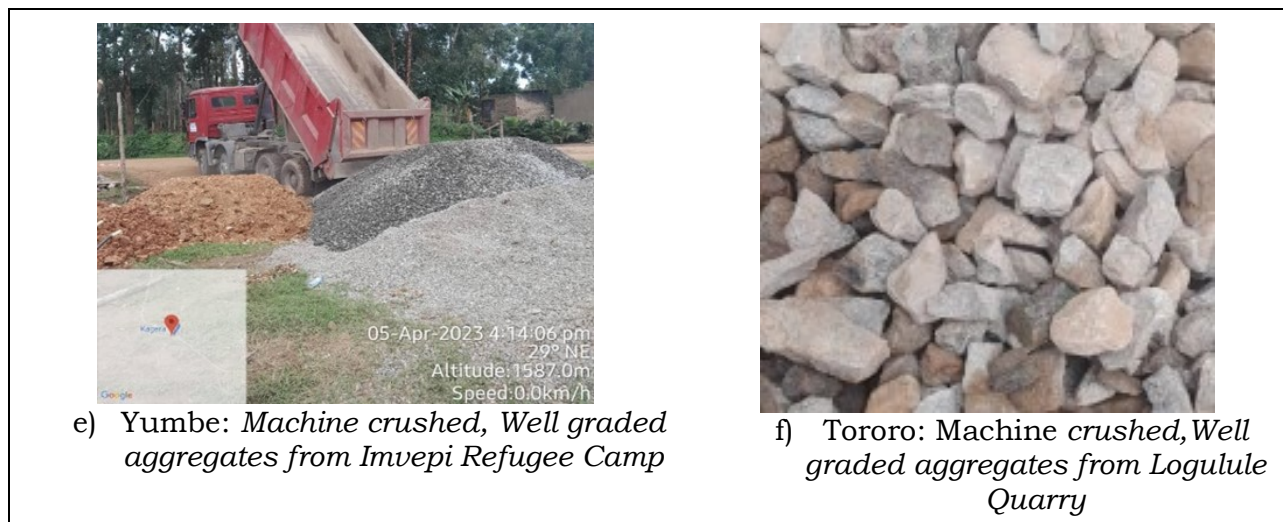 Kagera
Google
05-Apr-2023 4:14:06 pm
29° NE
Altitude:1587.0m
Speed:0.0km/h
e) Yumbe: Machine crushed, Well graded
aggregates from Imvepi Refugee Camp
f) Tororo: Machine crushed,Well
graded aggregates from Logulule
Quarry